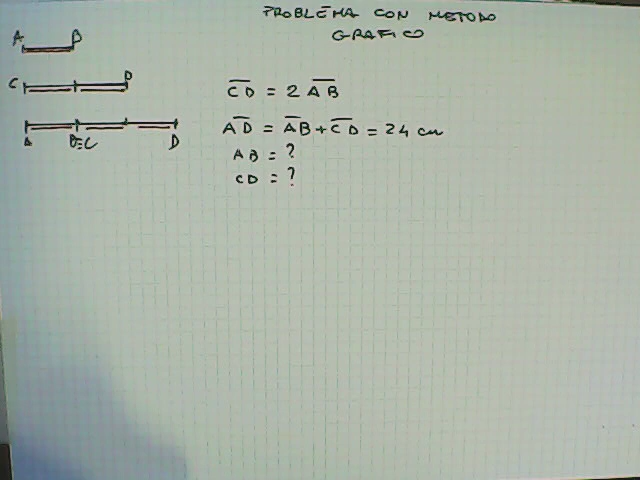 PROBLEMA CON METODO
GRAFICO
A B
C D
A B≡C D
CD = 2 AB
AD = AB + CD = 24 cm
AB = ?
CD = ?